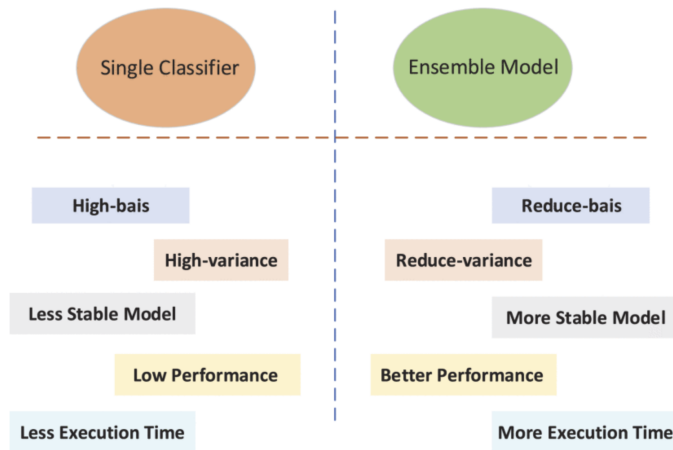 Single Classifier
Ensemble Model
High-bais
Reduce-bais
High-variance
Reduce-variance
Less Stable Model
More Stable Model
Low Performance
Better Performance
Less Execution Time
More Execution Time